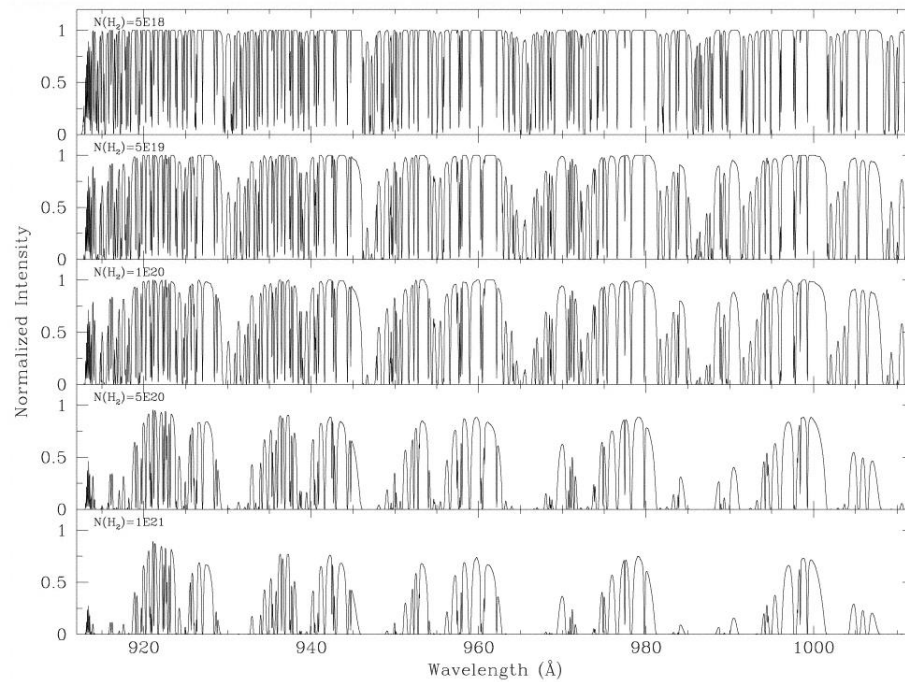 N(H₂)=5E18
1
0.5
0
N(H₂)=5E19
1
0.5
0
N(H₂)=1E20
1
0.5
0
N(H₂)=5E20
1
0.5
0
N(H₂)=1E21
1
0.5
0
Normalized Intensity
920 940 960 980 1000
Wavelength (Å)